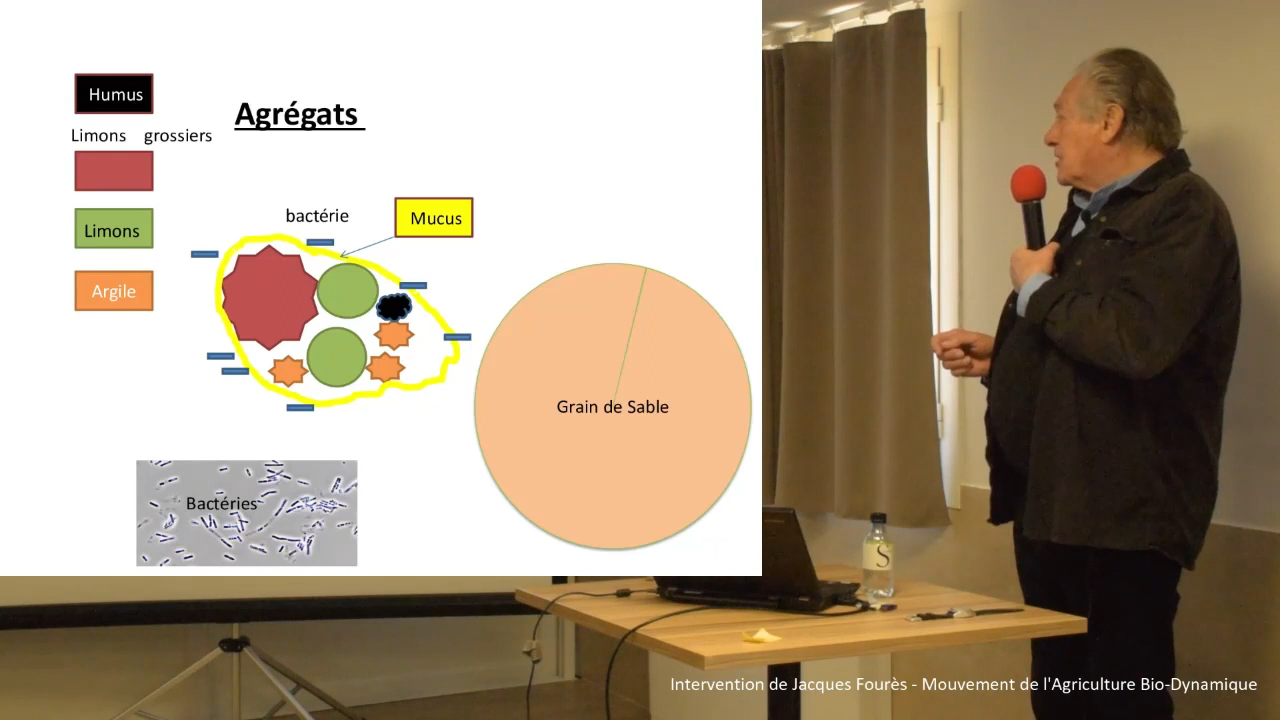 Humus
Agrégats
Limons grossiers
bactérie
Mucus
Limons
Argile
Grain de Sable
Bactéries
S
Intervention de Jacques Fourès - Mouvement de l'Agriculture Bio-Dynamique